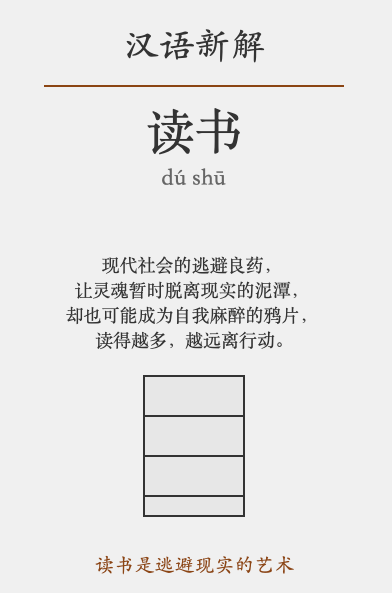 汉语新解
读书
dú shū
现代社会的逃避良药，
让灵魂暂时脱离现实的泥潭，
却也可能成为自我麻醉的鸦片，
读得越多，越远离行动。
读书是逃避现实的艺术